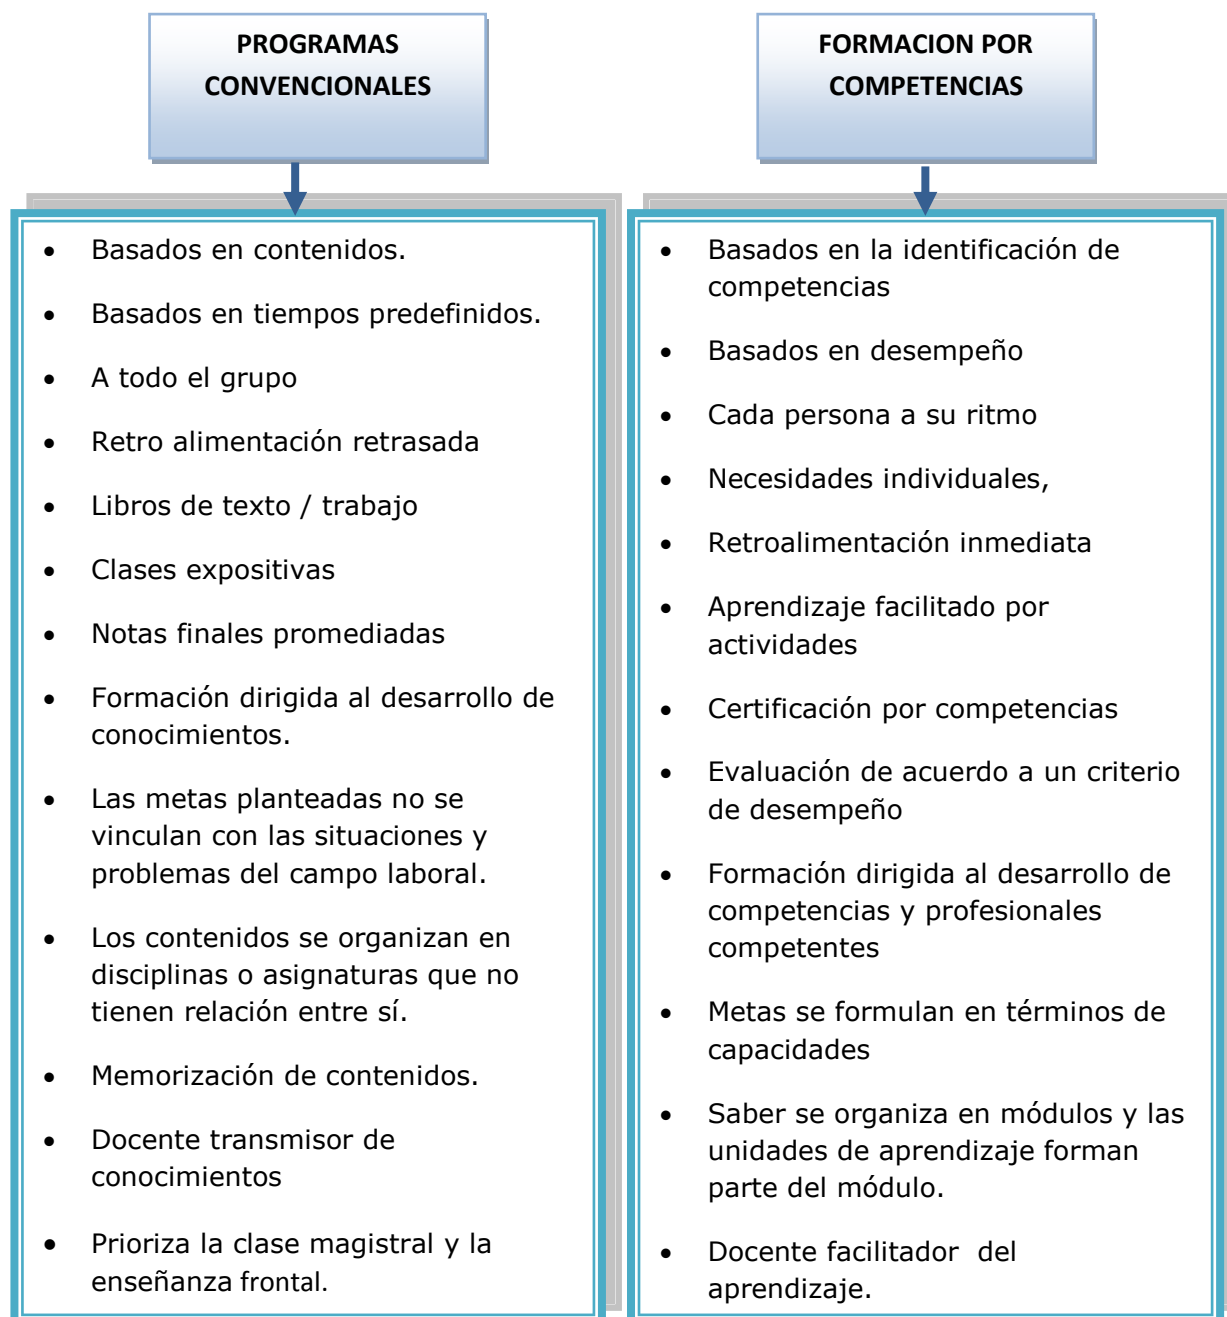 PROGRAMAS
CONVENCIONALES
• Basados en contenidos.
• Basados en tiempos predefinidos.
• A todo el grupo
• Retro alimentación retrasada
• Libros de texto / trabajo
• Clases expositivas
• Notas finales promediadas
• Formación dirigida al desarrollo de
conocimientos.
• Las metas planteadas no se
vinculan con las situaciones y
problemas del campo laboral.
• Los contenidos se organizan en
disciplinas o asignaturas que no
tienen relación entre sí.
• Memorización de contenidos.
• Docente transmisor de
conocimientos
• Prioriza la clase magistral y la
enseñanza frontal.
FORMACION POR
COMPETENCIAS
• Basados en la identificación de
competencias
• Basados en desempeño
• Cada persona a su ritmo
• Necesidades individuales,
• Retroalimentación inmediata
• Aprendizaje facilitado por
actividades
• Certificación por competencias
• Evaluación de acuerdo a un criterio
de desempeño
• Formación dirigida al desarrollo de
competencias y profesionales
competentes
• Metas se formulan en términos de
capacidades
• Saber se organiza en módulos y las
unidades de aprendizaje forman
parte del módulo.
• Docente facilitador del
aprendizaje.